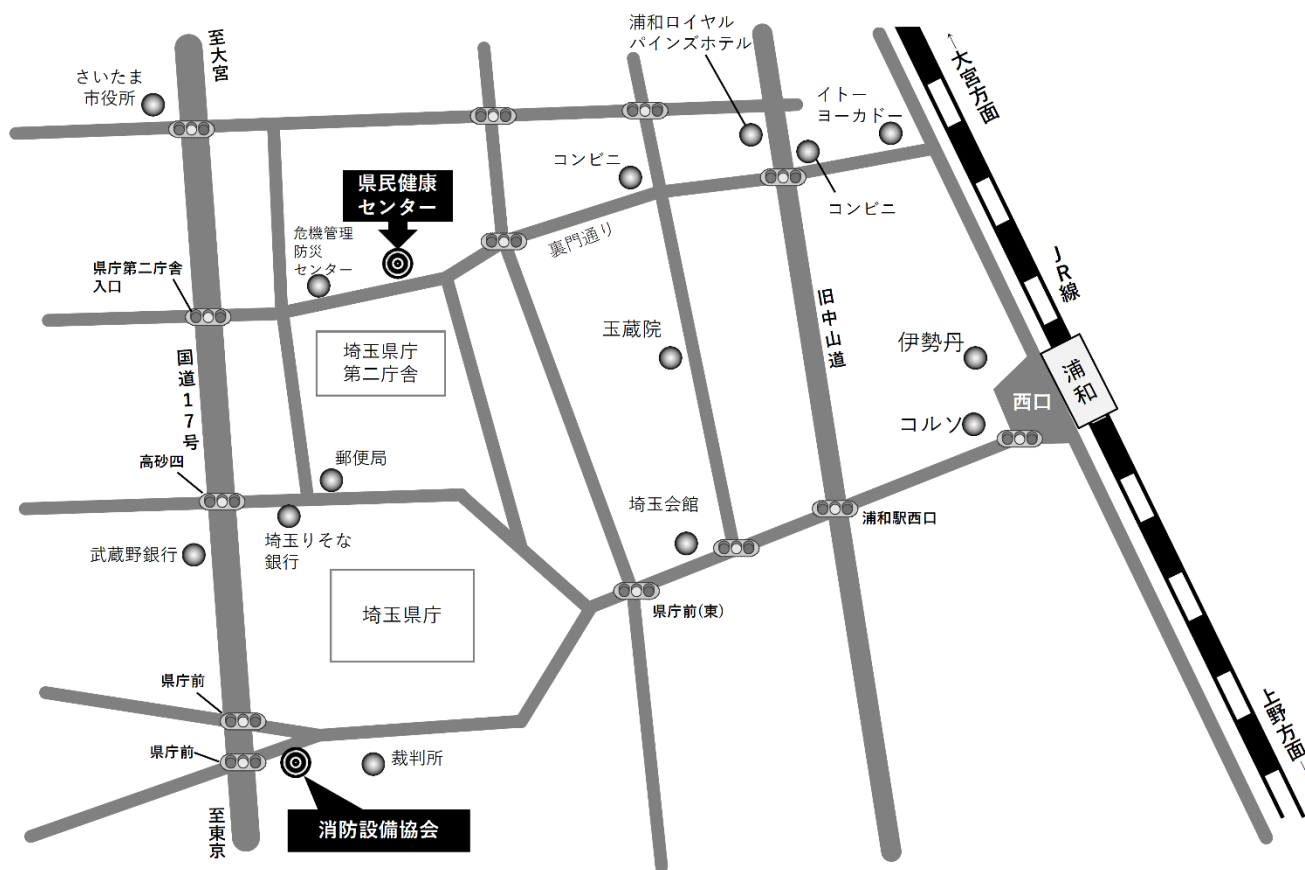 至大宮
さいたま
市役所
浦和ロイヤル
パインズホテル
イトー
ヨーカドー
←大宮方面
コンビニ
コンビニ
県民健康
センター
裏門通り
危機管理
防災
センター
県庁第二庁舎
入口
JR線
旧中山道
玉蔵院
伊勢丹
埼玉県庁
第二庁舎
国道17号
浦和
西口
コルソ
高砂四
郵便局
埼玉会館
浦和駅西口
武蔵野銀行
埼玉りそな
銀行
埼玉県庁
県庁前(東)
県庁前
県庁前
裁判所
上野方面→
至東京
消防設備協会